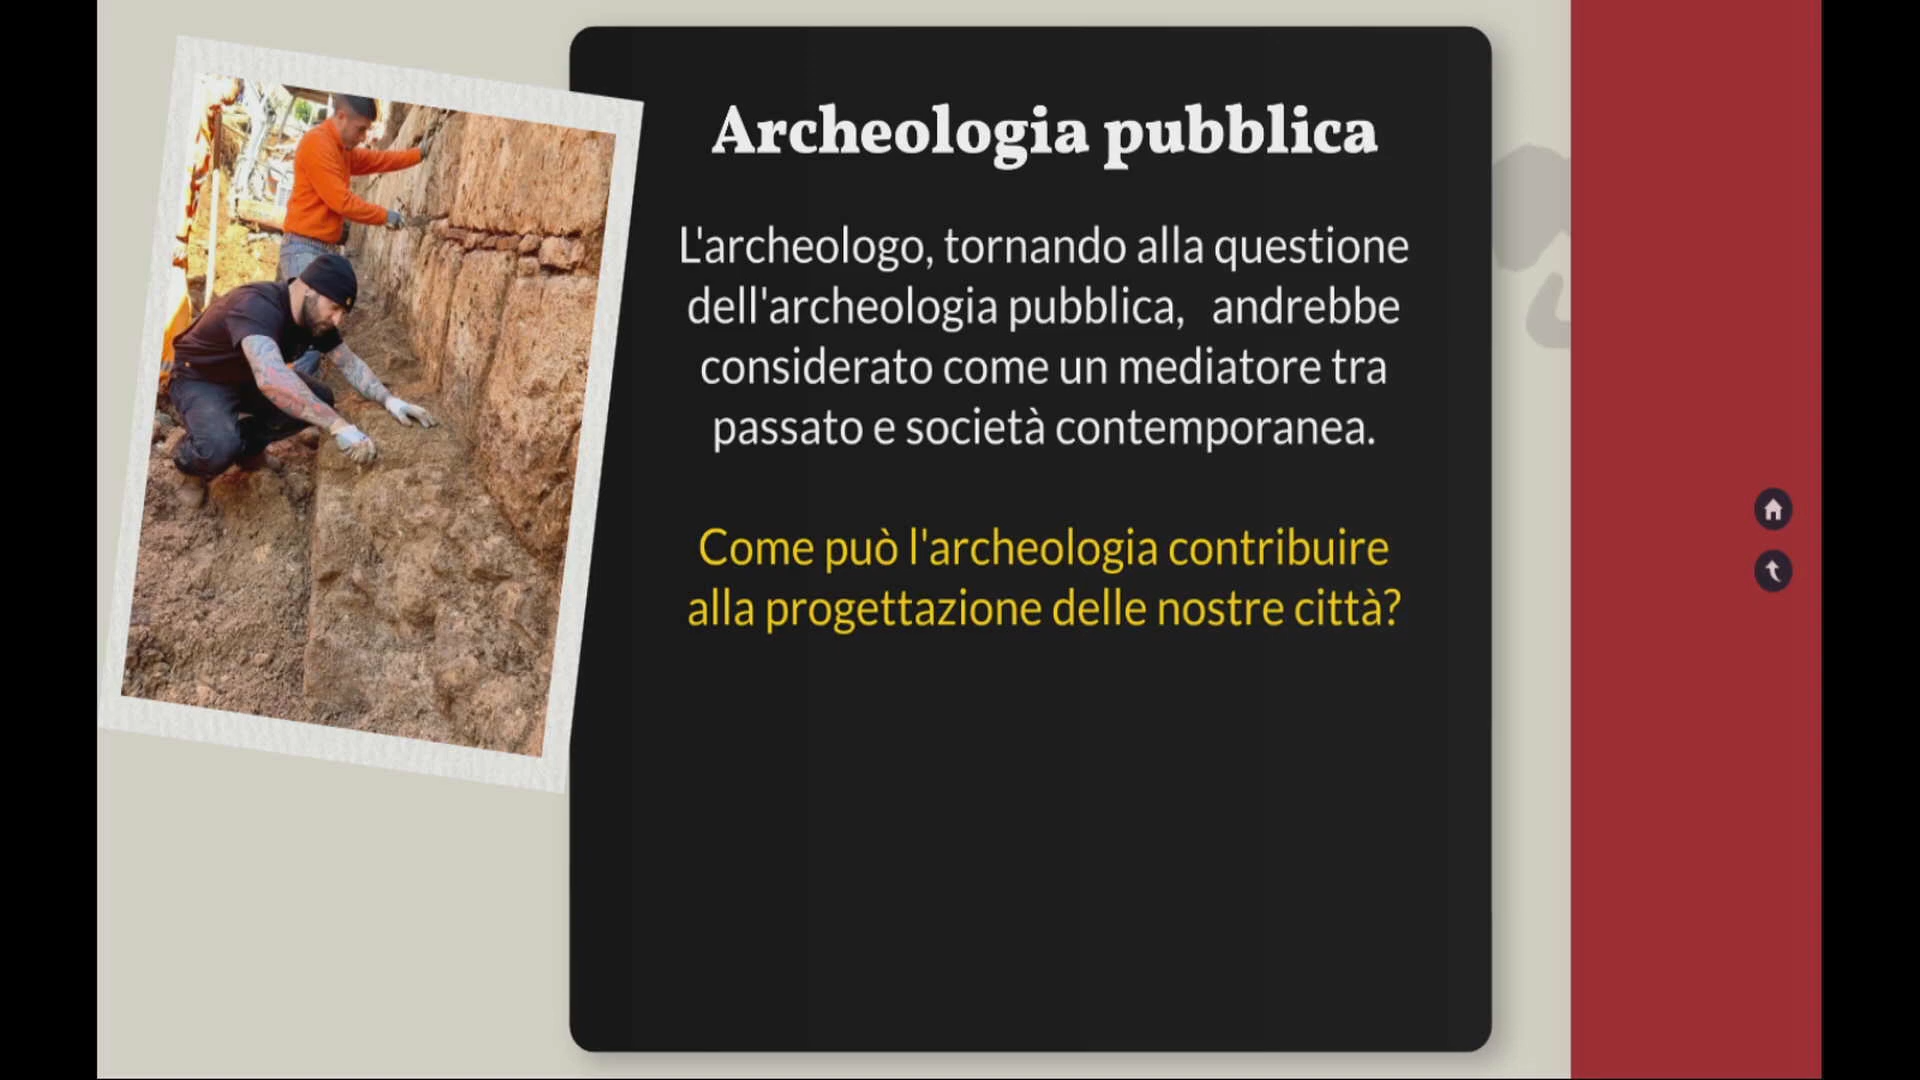 Archeologia pubblica
L'archeologo, tornando alla questione
dell'archeologia pubblica,   andrebbe
considerato come un mediatore tra
passato e società contemporanea.
Come può l'archeologia contribuire
alla progettazione delle nostre città?